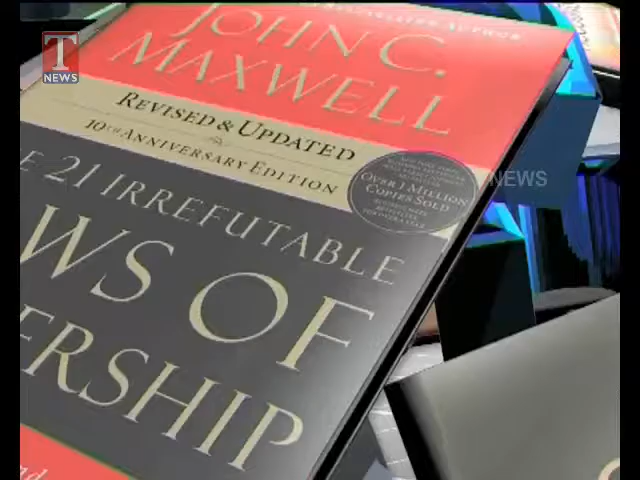 T
NEWS
JOHN C.
MAXWELL
REVISED & UPDATED
10TH ANNIVERSARY EDITION
OVER 1 MILLION
COPIES SOLD
NEWS
21 IRREFUTABLE
WS OF
ERSHIP